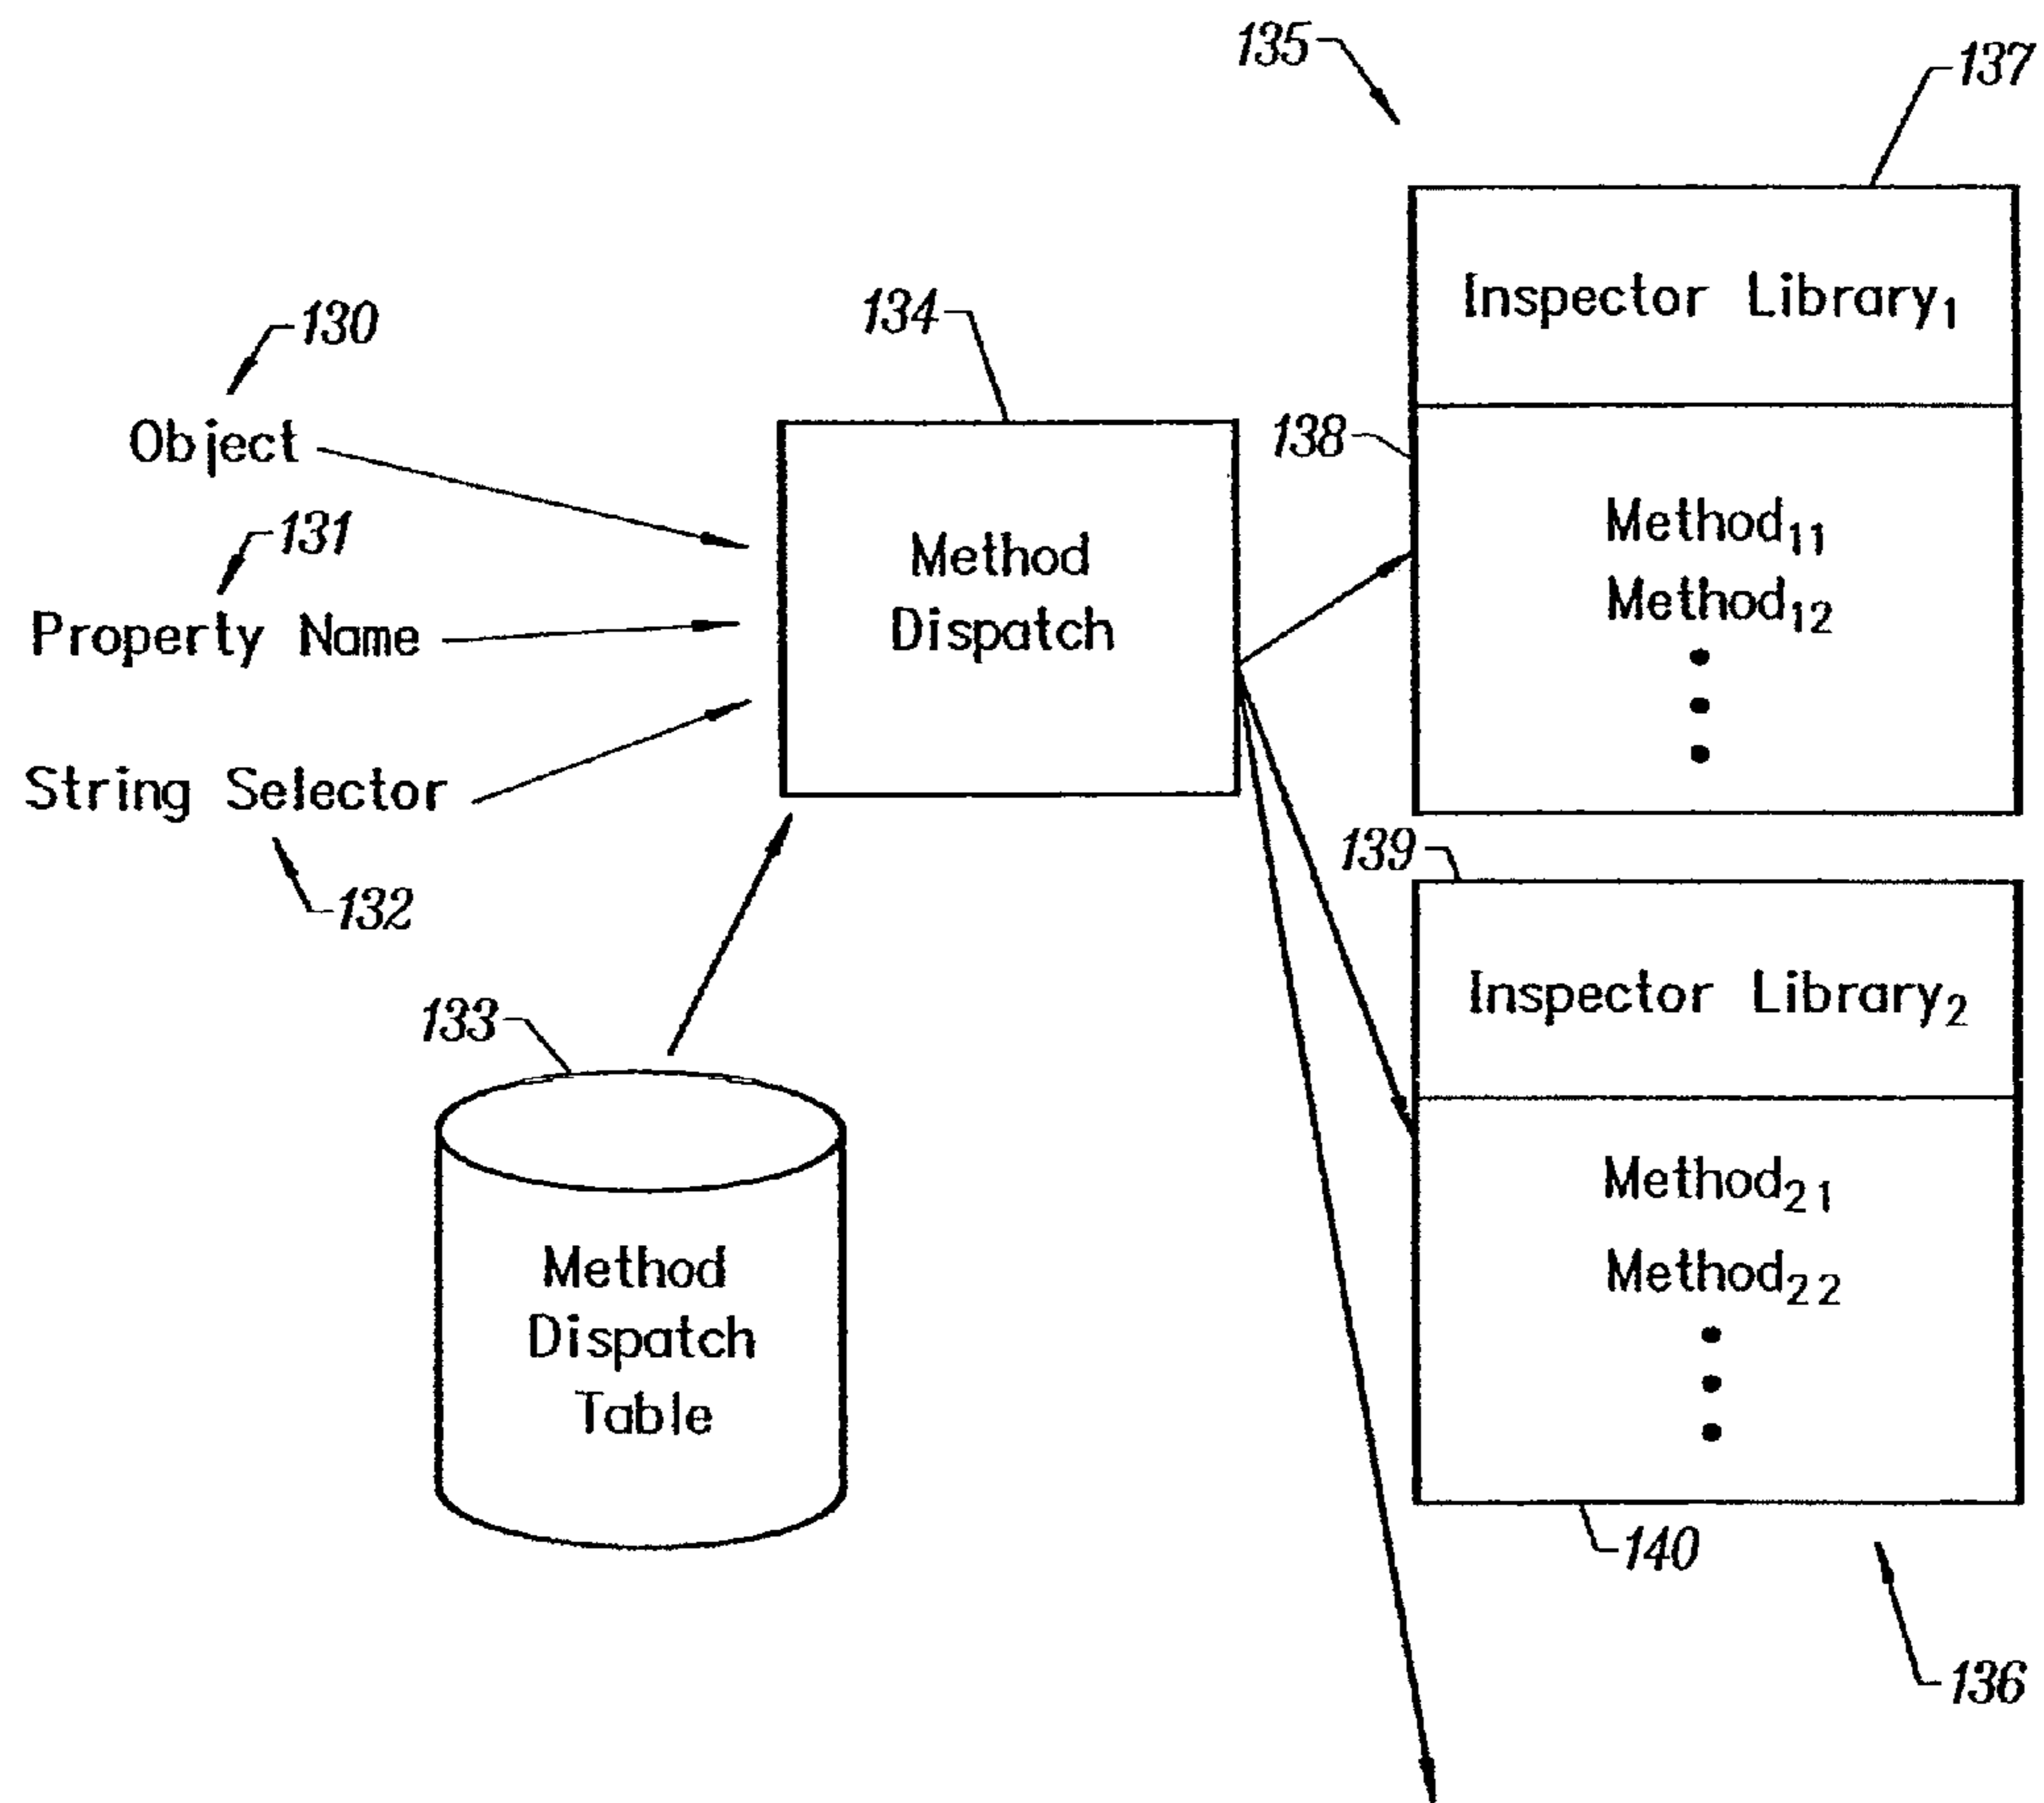 135
137
Inspector Library₁
130
134
Object
138
131
Method₁₁
Method
Method₁₂
Property Name
Dispatch
String Selector
139
132
Inspector Library₂
133
Method₂₁
Method
Method₂₂
Dispatch
Table
140
136